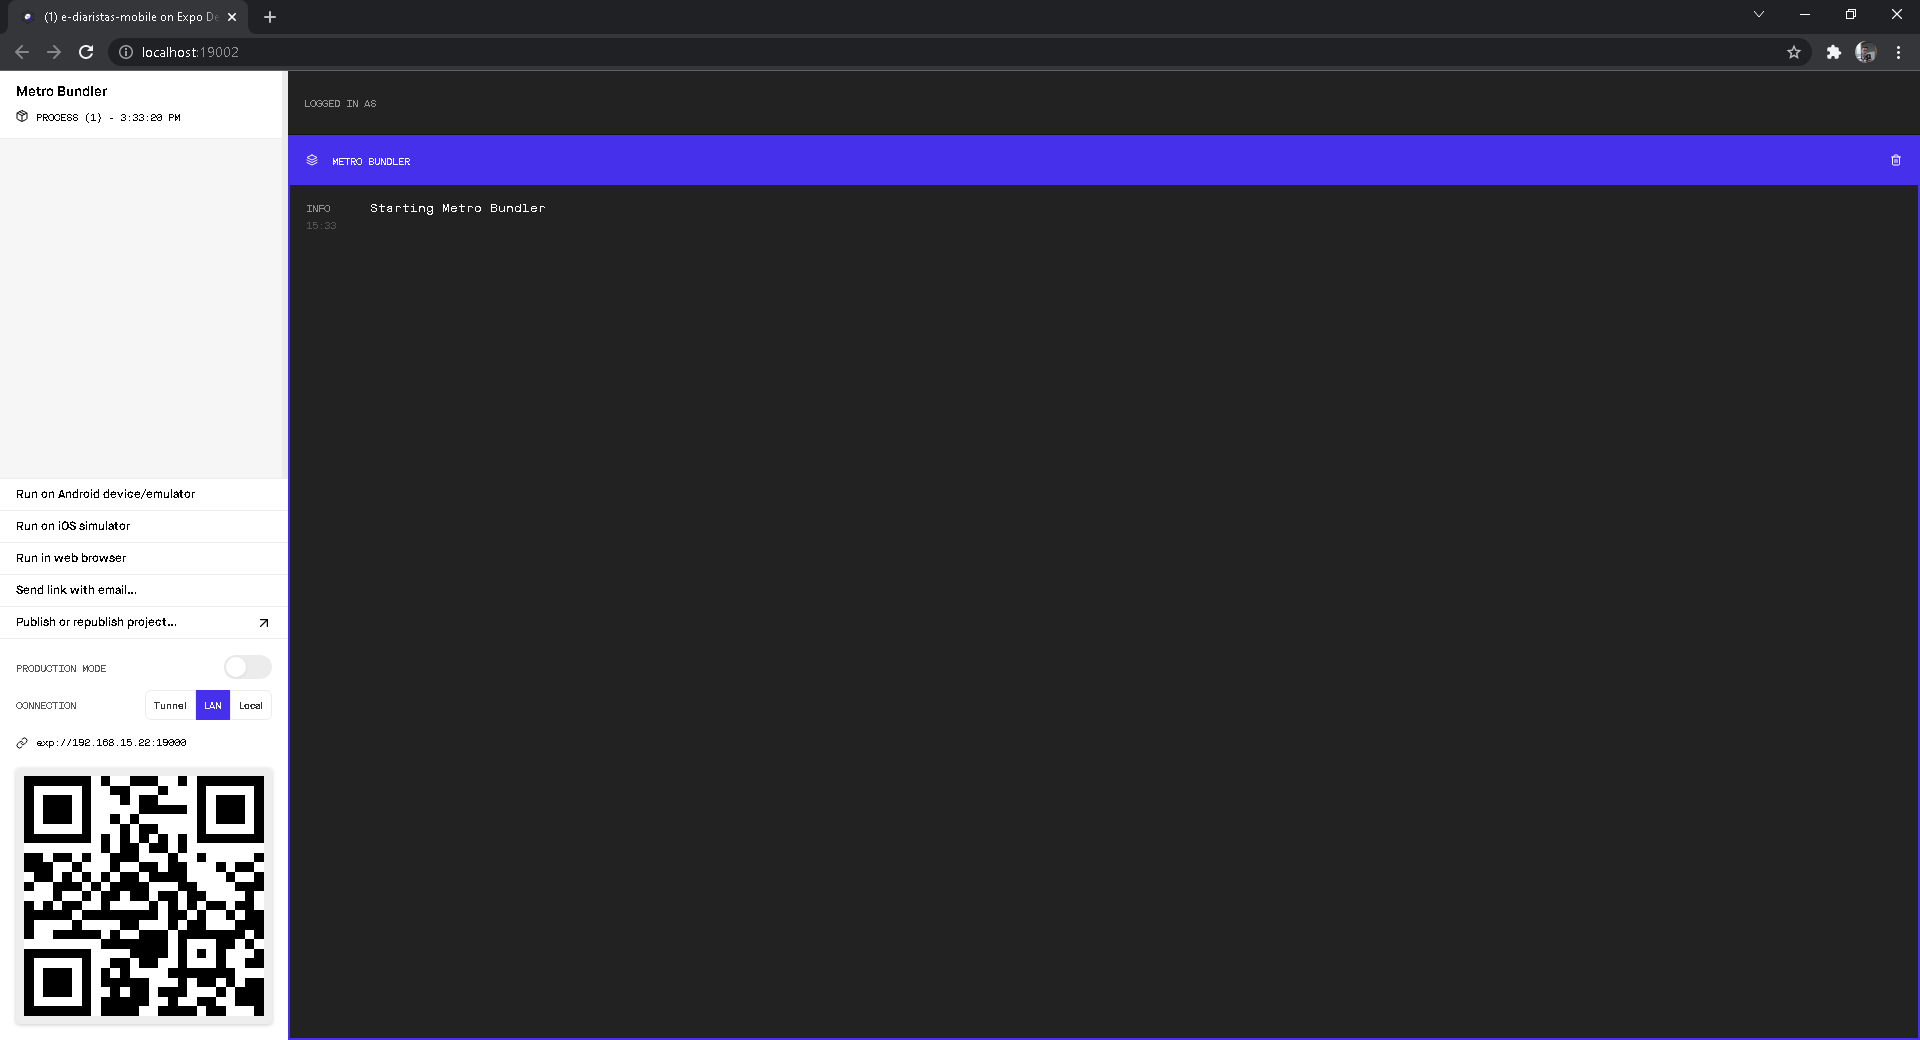 (1) e-diaristas-mobile on Expo De
localhost:19002
Metro Bundler
PROCESS (1) - 3:33:20 PM
LOGGED IN AS
METRO BUNDLER
INFO
Starting Metro Bundler
15:33
Run on Android device/emulator
Run on iOS simulator
Run in web browser
Send link with email...
Publish or republish project...
PRODUCTION MODE
CONNECTION
Tunnel
LAN
Local
exp://192.168.15.22:19000